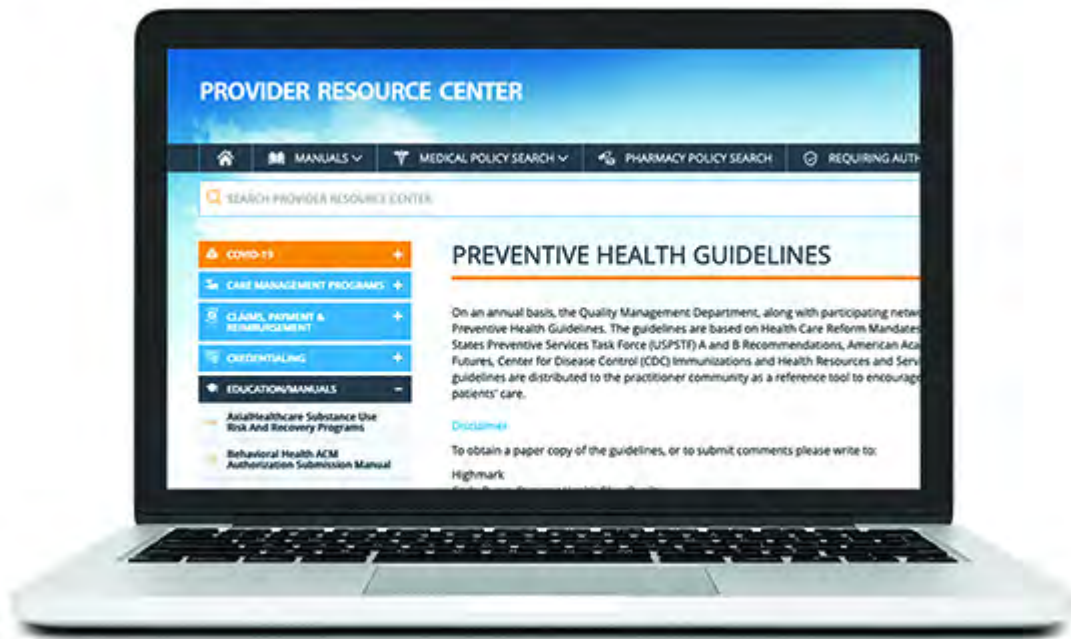 PROVIDER RESOURCE CENTER
MANUALS
MEDICAL POLICY SEARCH
PHARMACY POLICY SEARCH
REQUIRING AUTH
SEARCH PROVIDER RESOURCE CENTER
COVID-19 +
CARE MANAGEMENT PROGRAMS +
CLAIMS, PAYMENT & +
REIMBURSEMENT
CREDENTIALING +
EDUCATION/MANUALS –
AxialHealthcare Substance Use
Risk And Recovery Programs
Behavioral Health ACM
Authorization Submission Manual
PREVENTIVE HEALTH GUIDELINES
On an annual basis, the Quality Management Department, along with participating netwo
Preventive Health Guidelines. The guidelines are based on Health Care Reform Mandates
States Preventive Services Task Force (USPSTF) A and B Recommendations, American Aca
Futures, Center for Disease Control (CDC) Immunizations and Health Resources and Servi
guidelines are distributed to the practitioner community as a reference tool to encourage
patients' care.
Disclaimer
To obtain a paper copy of the guidelines, or to submit comments please write to:
Highmark